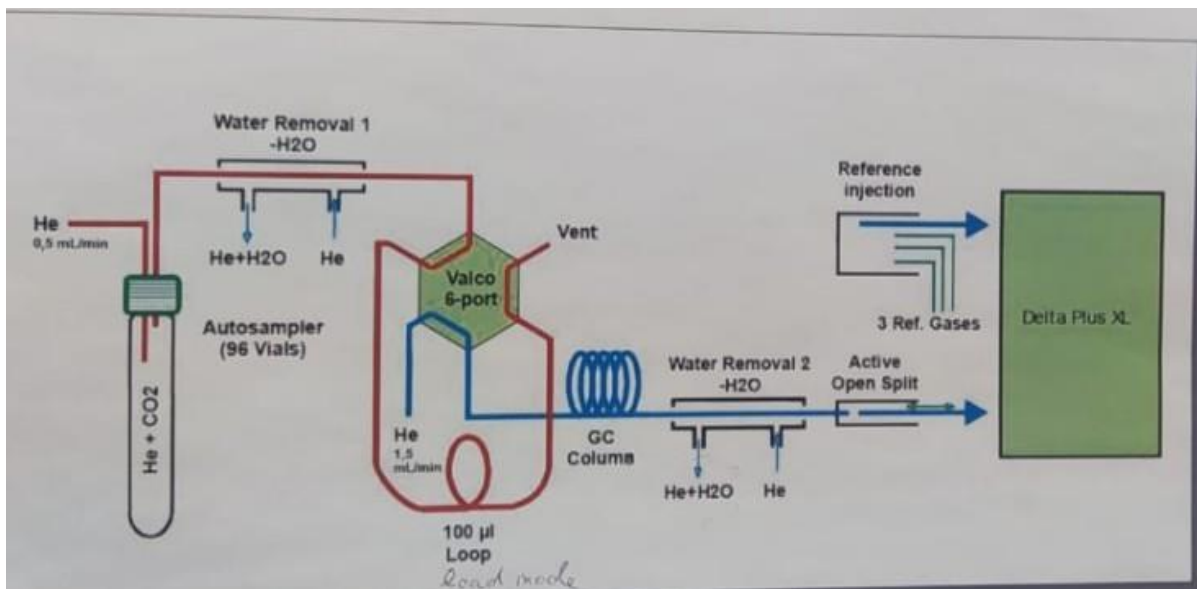 Water Removal 1
-H2O
He
0,5 mL/min
He+H2O
He
Autosampler
(96 Vials)
He + CO2
Valco
6-port
Vent
He
1,5
mL/min
100 µl
Loop
load mode
GC
Column
Water Removal 2
-H2O
He+H2O
He
Active
Open Split
Reference
injection
3 Ref. Gases
Delta Plus XL